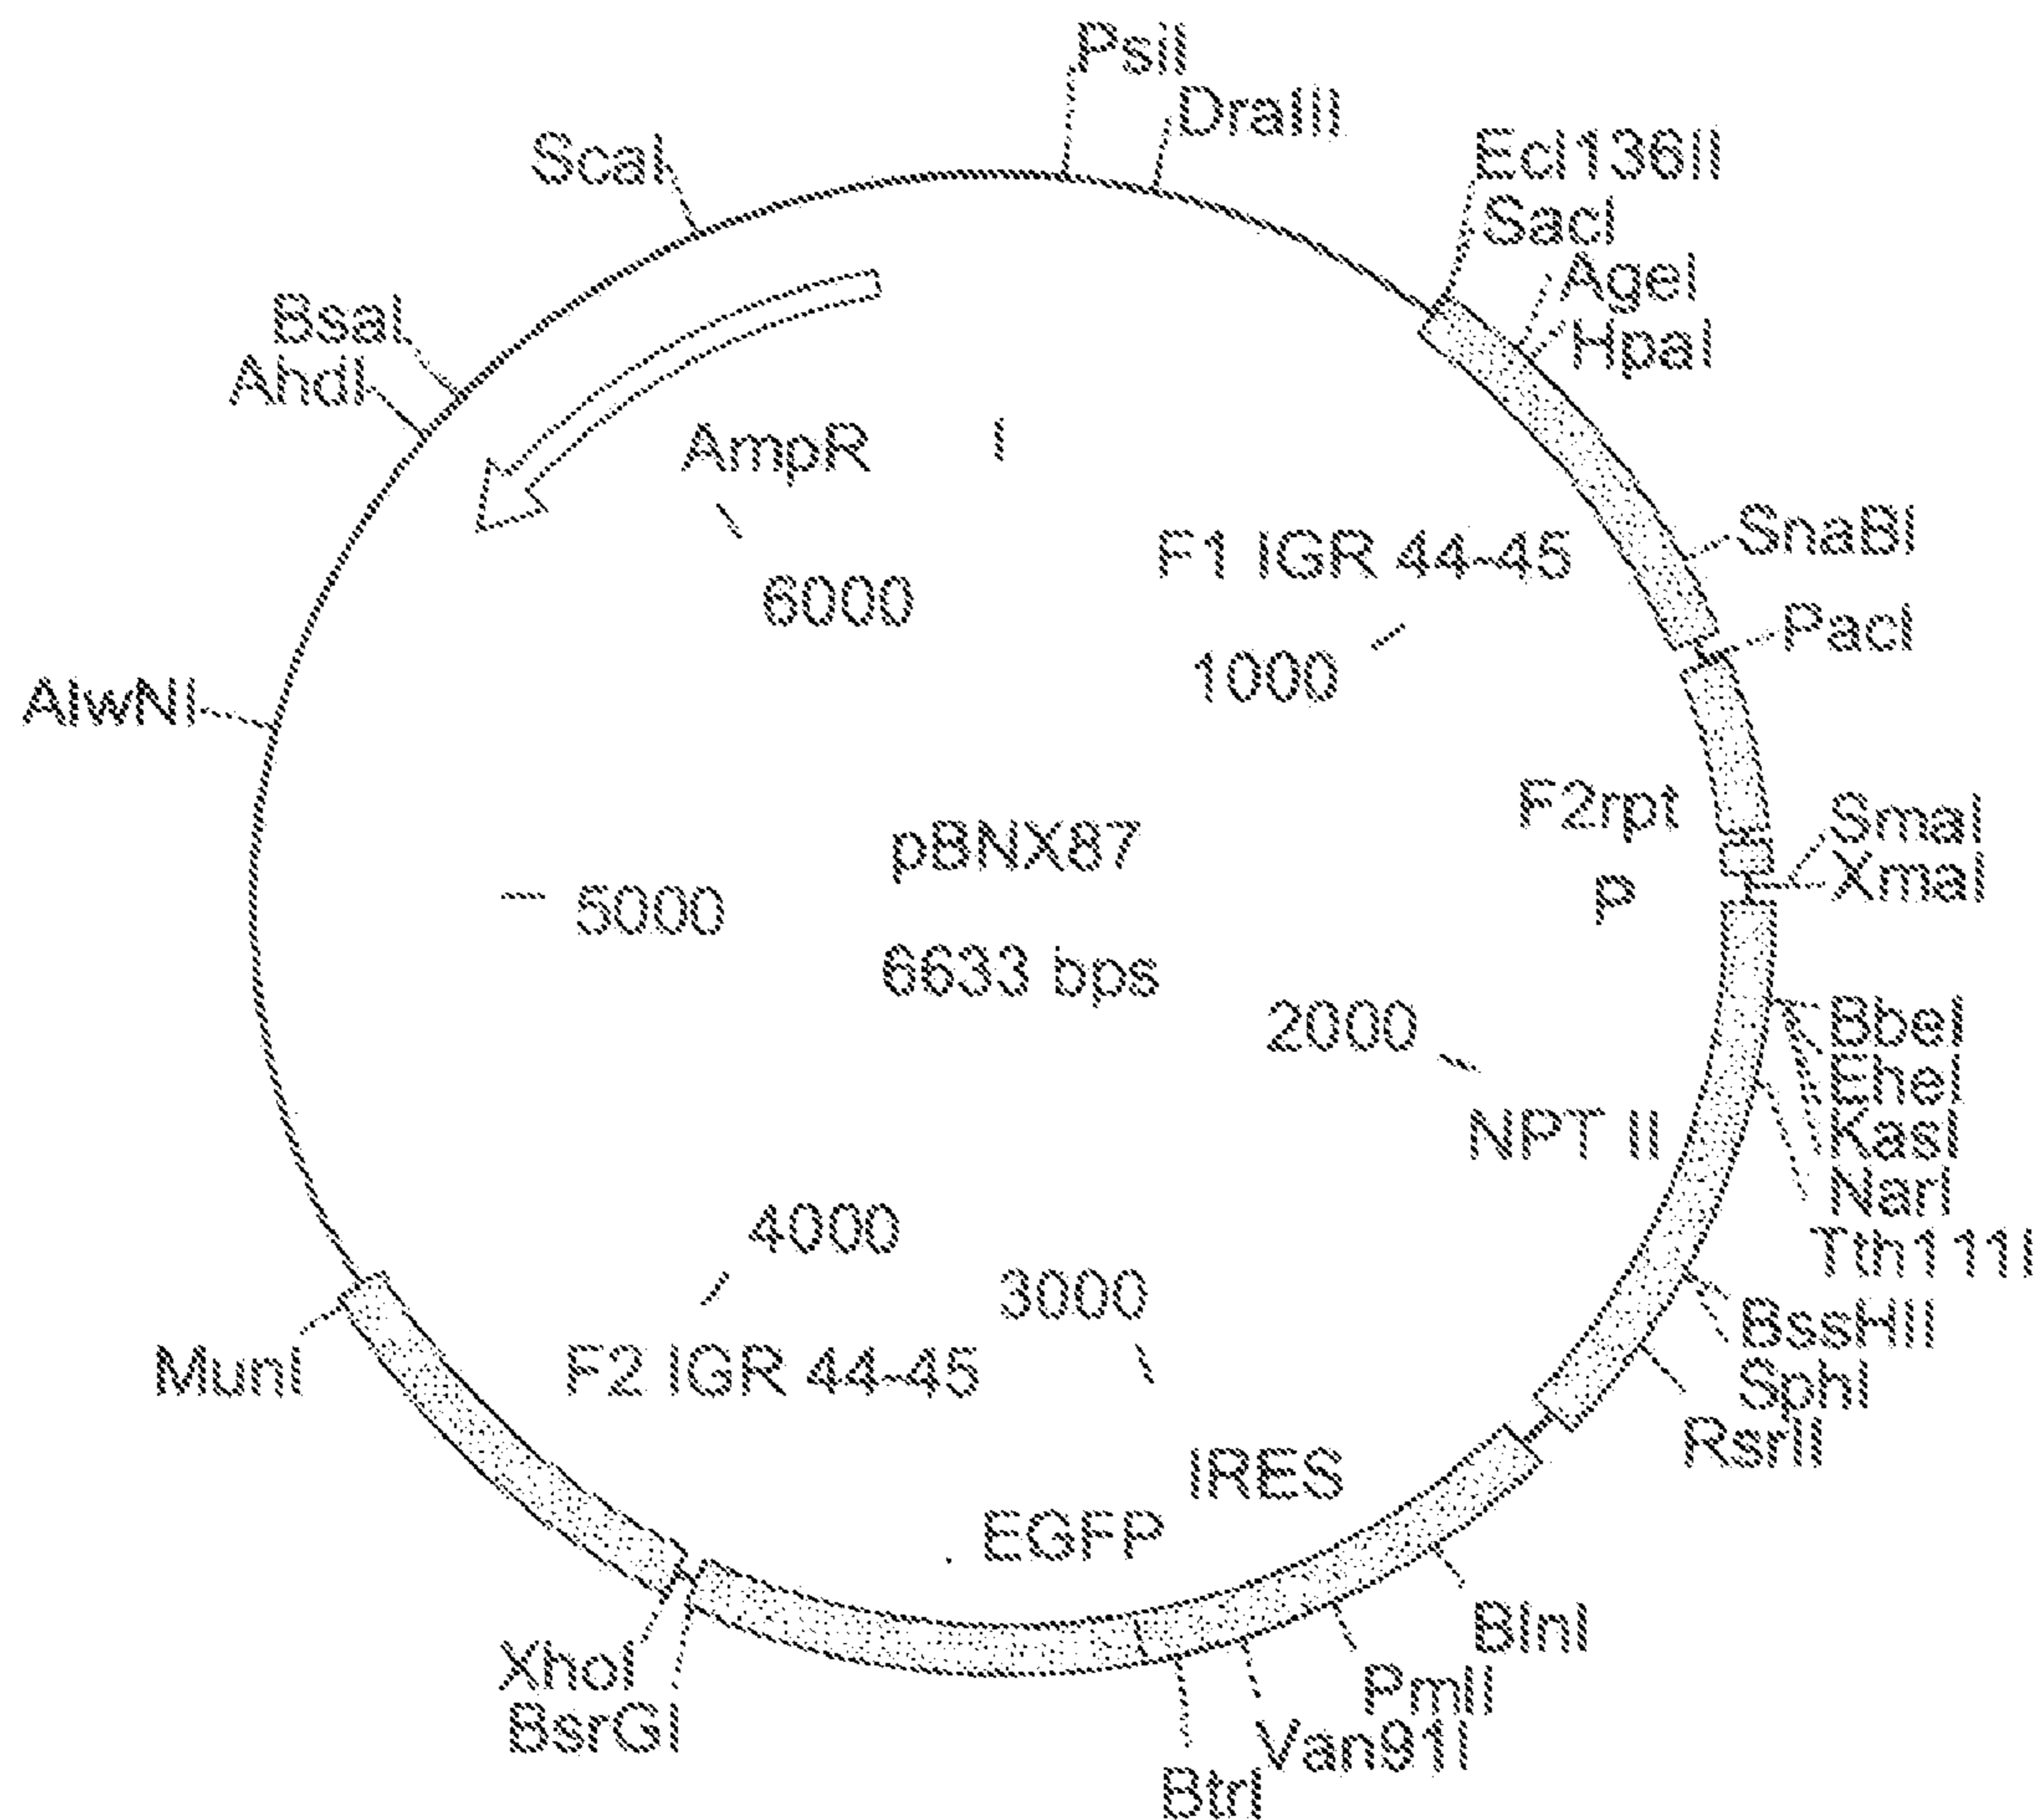 PsiI
DraIII
ScaI
Ecl136II
SacI
AgeI
HpaI
BsaI
AhdI
AmpR
I
SnaBI
F1 IGR 44-45
6000
PacI
1000
AlwNI
F2rpt
SmaI
XmaI
pBNX87
P
5000
6633 bps
2000
BbeI
EheI
KasI
NarI
NPT II
Tth111I
4000
3000
BssHII
SphI
RsrII
MunI
F2 IGR 44-45
IRES
EGFP
BlnI
XhoI
BsrGI
PmlI
Van91I
BtrI